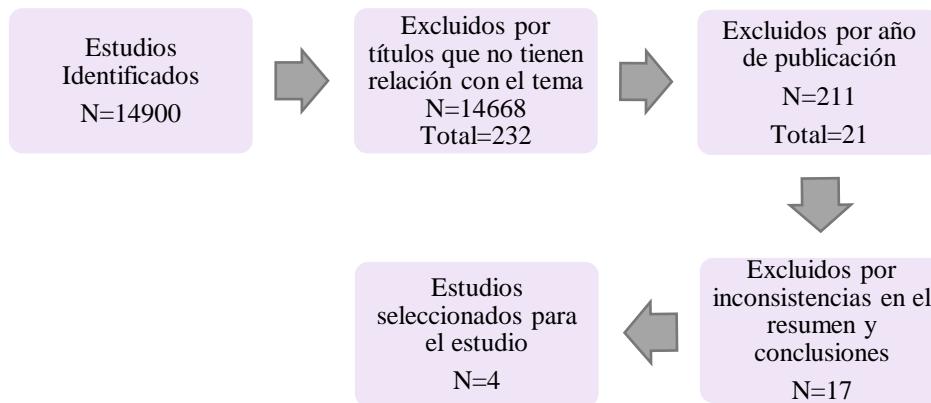 Estudios
Identificados
N=14900
Excluidos por
títulos que no tienen
relación con el tema
N=14668
Total=232
Excluidos por año
de publicación
N=211
Total=21
Excluidos por
inconsistencias en el
resumen y
conclusiones
N=17
Estudios
seleccionados para
el estudio
N=4